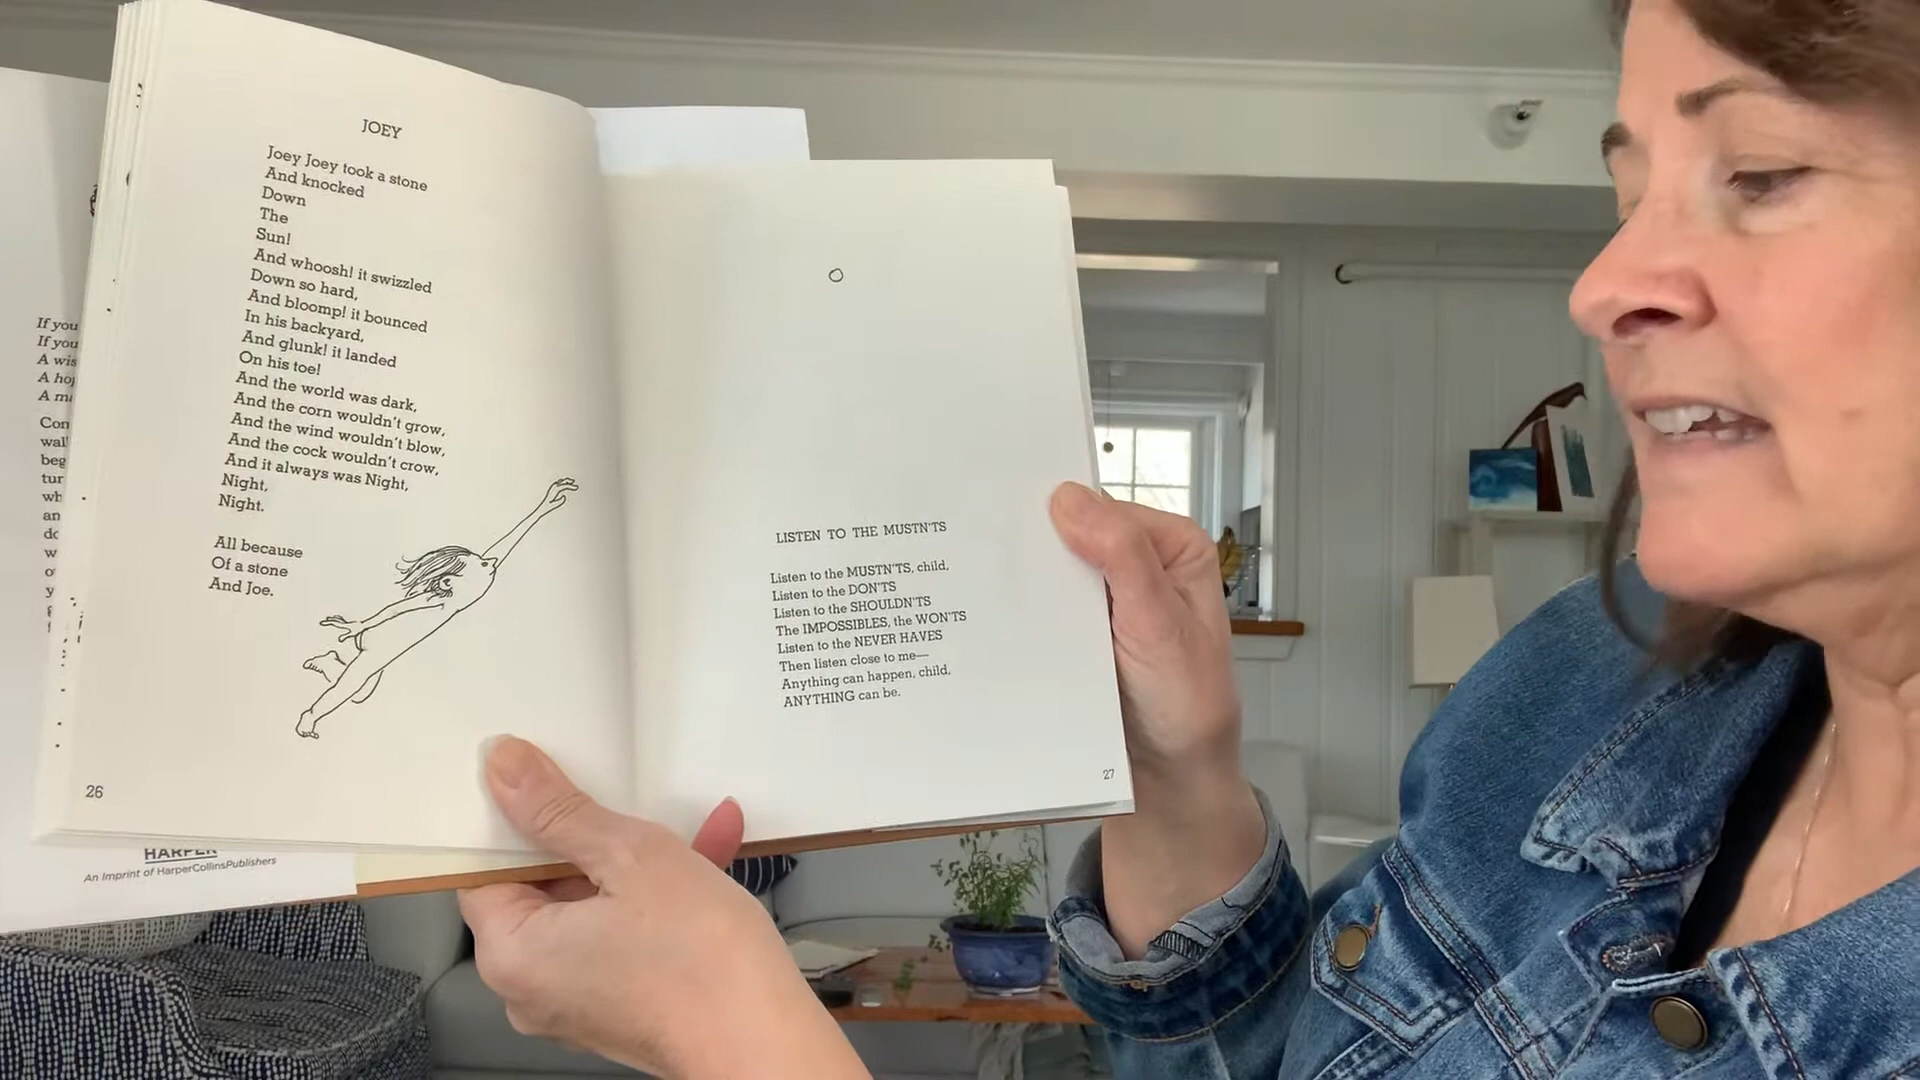 If you
If you
A
A
A
wh
an
JOEY
Joey Joey took a stone
And knocked
Down
The
Sun!
And whoosh! it swizzled
Down so hard,
And bloomp! it bounced
In his backyard,
And glunk! it landed
On his toe!
And the world was dark,
And the corn wouldn't grow,
And the wind wouldn't blow,
And the cock wouldn't crow,
And it always was Night,
Night,
Night.
All because
Of a stone
And Joe.
26
LISTEN TO THE MUSTN'TS
Listen to the MUSTN'TS, child,
Listen to the DON'TS
Listen to the SHOULDN'TS
The IMPOSSIBLES, the WON'TS
Listen to the NEVER HAVES
Then listen close to me—
Anything can happen, child,
ANYTHING can be.
27
HARPER
An Imprint of HarperCollinsPublishers